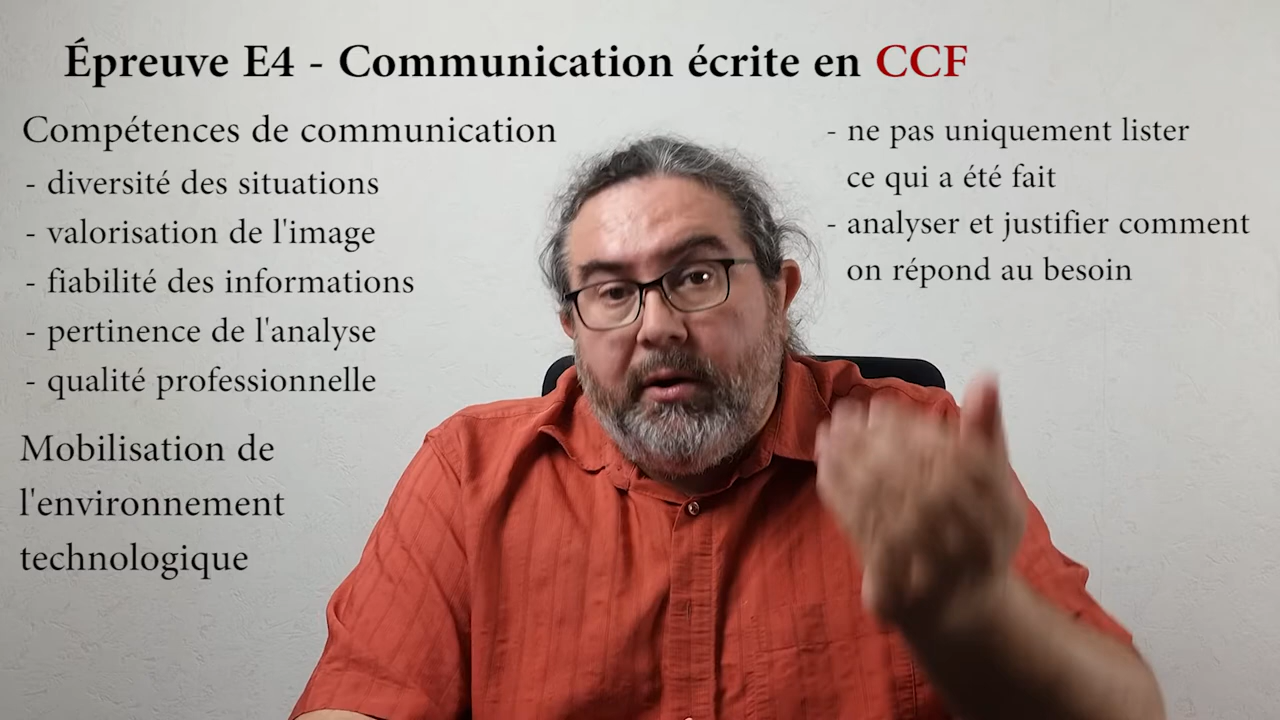 Épreuve E4 - Communication écrite en CCF
Compétences de communication
- diversité des situations
- valorisation de l'image
- fiabilité des informations
- pertinence de l'analyse
- qualité professionnelle
Mobilisation de
l'environnement
technologique
- ne pas uniquement lister
ce qui a été fait
- analyser et justifier comment
on répond au besoin